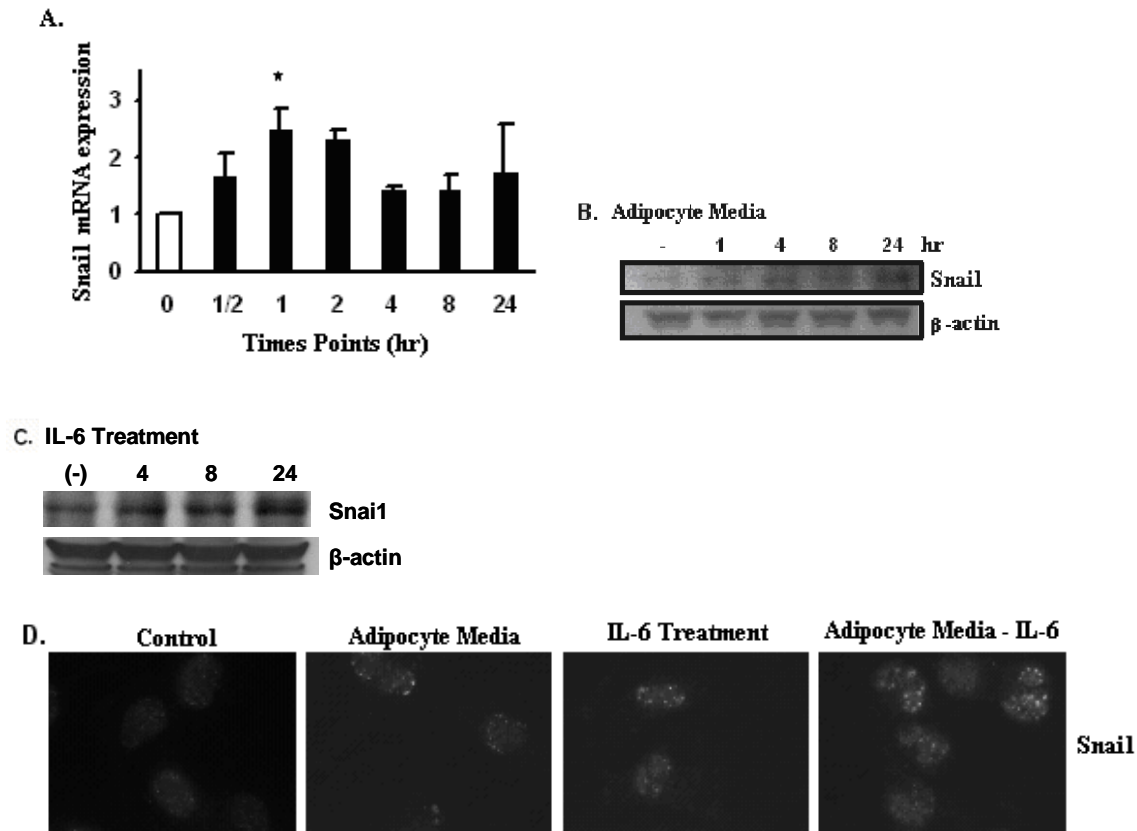 A.
Snail mRNA expression
3
2
1
0
*
0 1/2 1 2 4 8 24
Times Points (hr)
B. Adipocyte Media
- 1 4 8 24 hr
Snail
β-actin
C. IL-6 Treatment
(-) 4 8 24
Snai1
β-actin
D.
Control Adipocyte Media IL-6 Treatment Adipocyte Media - IL-6
Snail